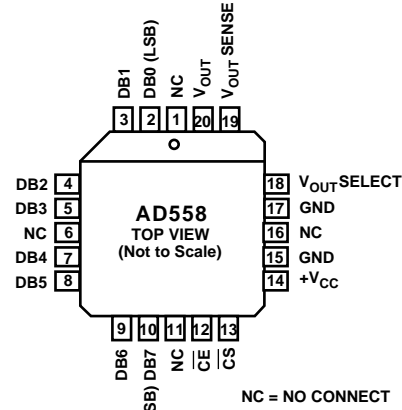 DB1
DB0 (LSB)
NC
VOUT
VOUT SENSE
3 2 1 20 19
DB2 4
DB3 5
NC 6
DB4 7
DB5 8
AD558
TOP VIEW
(Not to Scale)
18 VOUT SELECT
17 GND
16 NC
15 GND
14 +VCC
9 10 11 12 13
DB6
SB) DB7
NC
CE
CS
NC = NO CONNECT